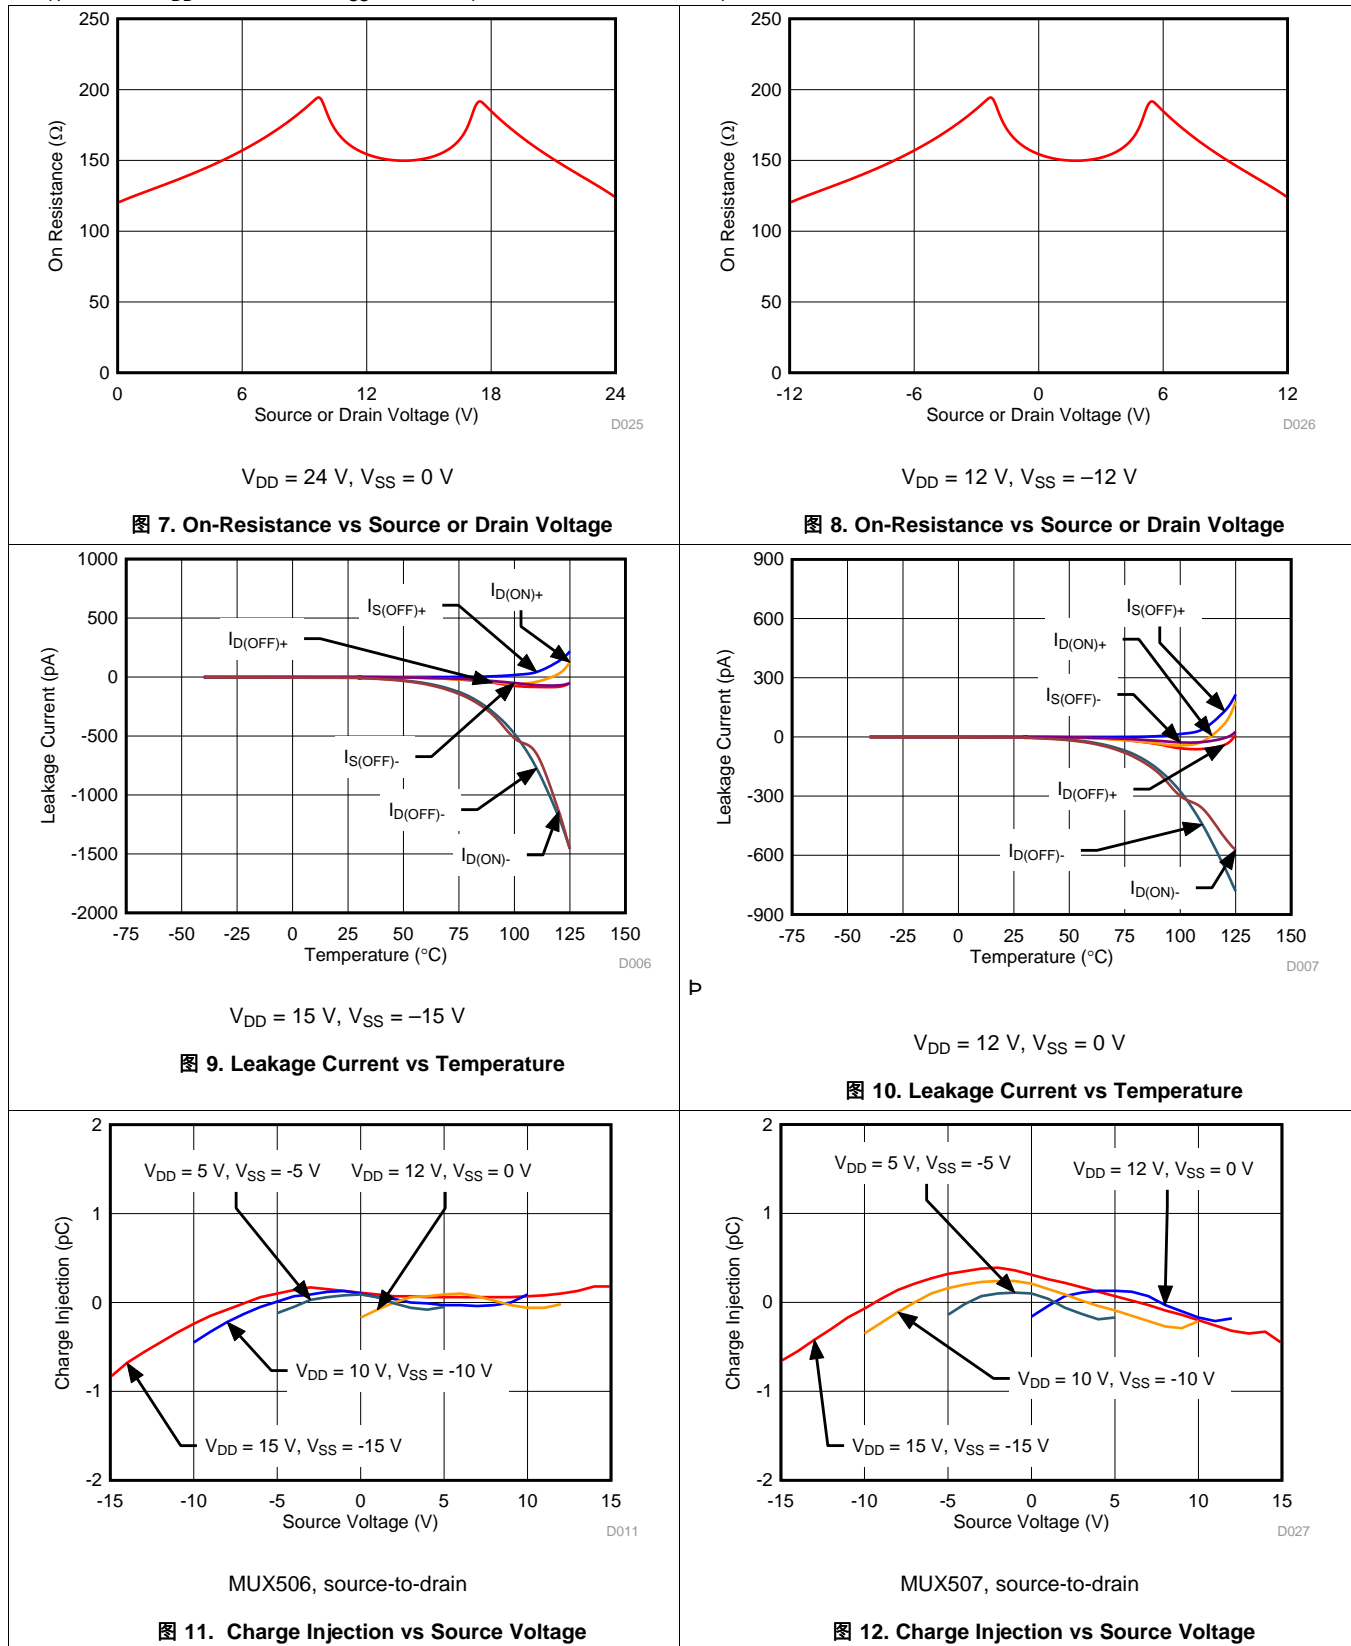 250
200
150
100
50
0
On Resistance (Ω)
0 6 12 18 24
Source or Drain Voltage (V)
D025
V_DD = 24 V, V_SS = 0 V
图 7. On-Resistance vs Source or Drain Voltage
250
200
150
100
50
0
On Resistance (Ω)
-12 -6 0 6 12
Source or Drain Voltage (V)
D026
V_DD = 12 V, V_SS = –12 V
图 8. On-Resistance vs Source or Drain Voltage
1000
500
0
-500
-1000
-1500
-2000
Leakage Current (pA)
I_D(ON)+
I_S(OFF)+
I_D(OFF)+
I_S(OFF)-
I_D(OFF)-
I_D(ON)-
-75 -50 -25 0 25 50 75 100 125 150
Temperature (°C)
D006
V_DD = 15 V, V_SS = –15 V
图 9. Leakage Current vs Temperature
900
600
300
0
-300
-600
-900
Leakage Current (pA)
I_S(OFF)+
I_D(ON)+
I_S(OFF)-
I_D(OFF)+
I_D(OFF)-
I_D(ON)-
-75 -50 -25 0 25 50 75 100 125 150
Temperature (°C)
D007
Þ
V_DD = 12 V, V_SS = 0 V
图 10. Leakage Current vs Temperature
2
1
0
-1
-2
Charge Injection (pC)
V_DD = 5 V, V_SS = -5 V
V_DD = 12 V, V_SS = 0 V
V_DD = 10 V, V_SS = -10 V
V_DD = 15 V, V_SS = -15 V
-15 -10 -5 0 5 10 15
Source Voltage (V)
D011
MUX506, source-to-drain
图 11. Charge Injection vs Source Voltage
2
1
0
-1
-2
Charge Injection (pC)
V_DD = 5 V, V_SS = -5 V
V_DD = 12 V, V_SS = 0 V
V_DD = 10 V, V_SS = -10 V
V_DD = 15 V, V_SS = -15 V
-15 -10 -5 0 5 10 15
Source Voltage (V)
D027
MUX507, source-to-drain
图 12. Charge Injection vs Source Voltage